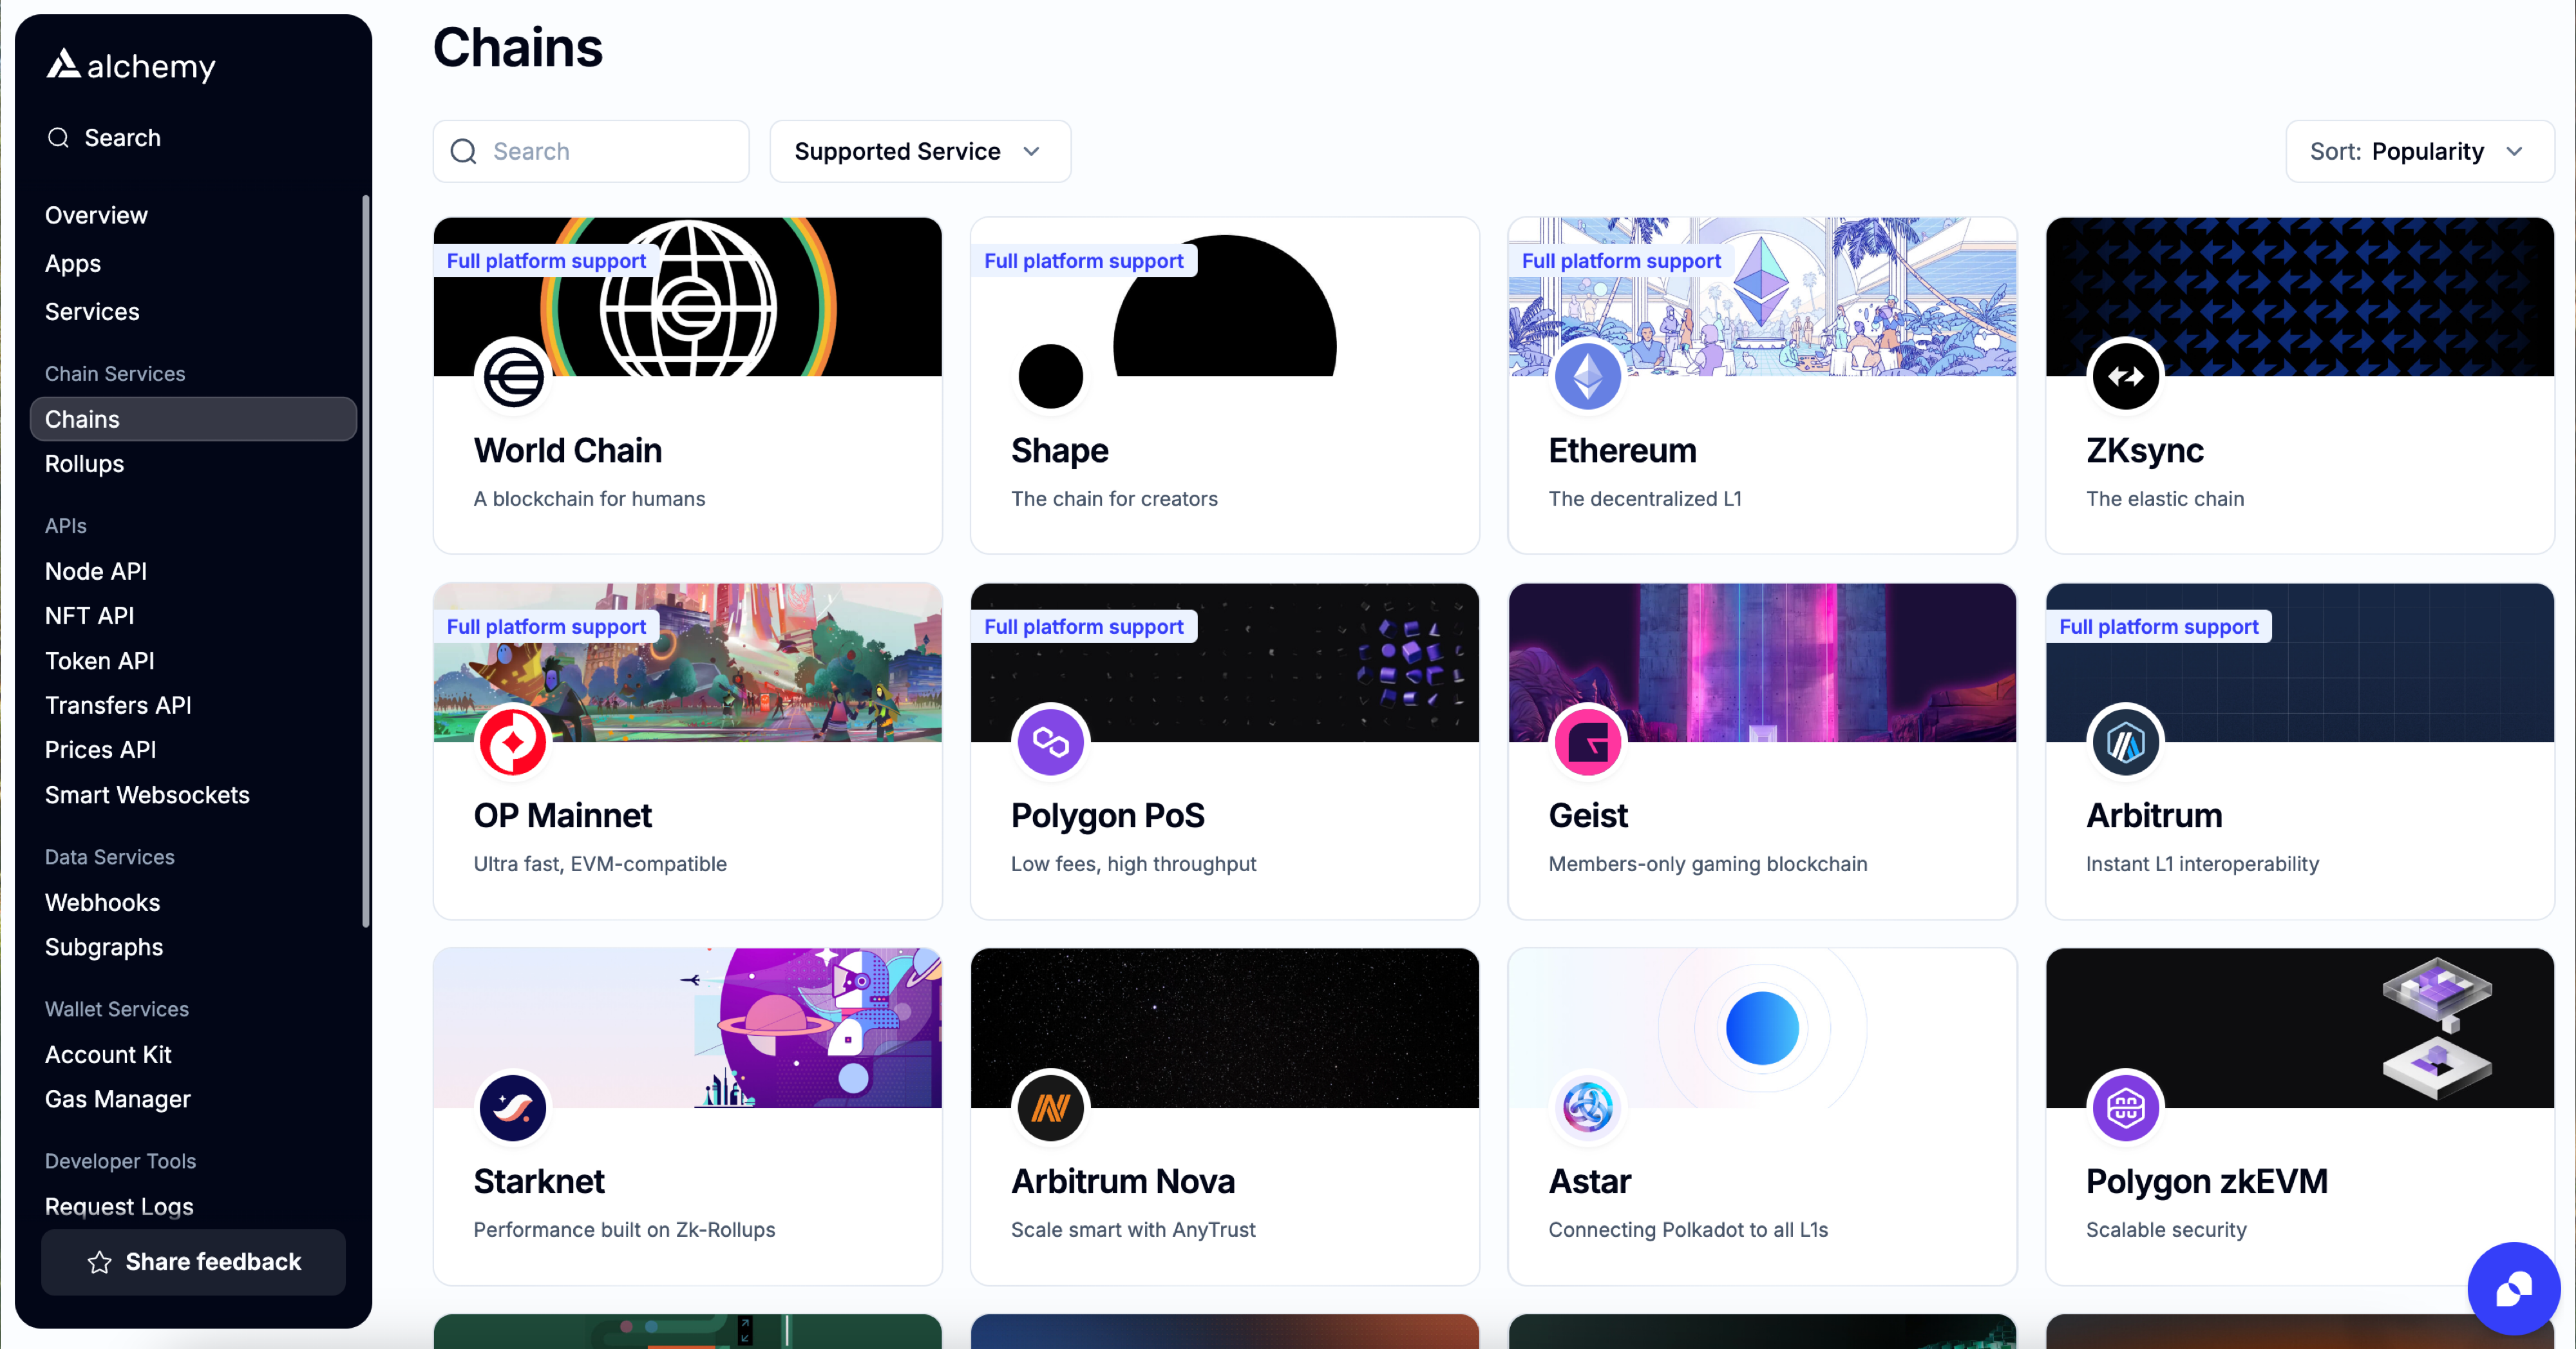 alchemy
Search
Overview
Apps
Services
Chain Services
Chains
Rollups
APIs
Node API
NFT API
Token API
Transfers API
Prices API
Smart Websockets
Data Services
Webhooks
Subgraphs
Wallet Services
Account Kit
Gas Manager
Developer Tools
Request Logs
Share feedback
Chains
Search
Supported Service
Sort: Popularity
Full platform support
World Chain
A blockchain for humans
Full platform support
Shape
The chain for creators
Full platform support
Ethereum
The decentralized L1
ZKsync
The elastic chain
Full platform support
OP Mainnet
Ultra fast, EVM-compatible
Full platform support
Polygon PoS
Low fees, high throughput
Geist
Members-only gaming blockchain
Full platform support
Arbitrum
Instant L1 interoperability
Starknet
Performance built on Zk-Rollups
Arbitrum Nova
Scale smart with AnyTrust
Astar
Connecting Polkadot to all L1s
Polygon zkEVM
Scalable security